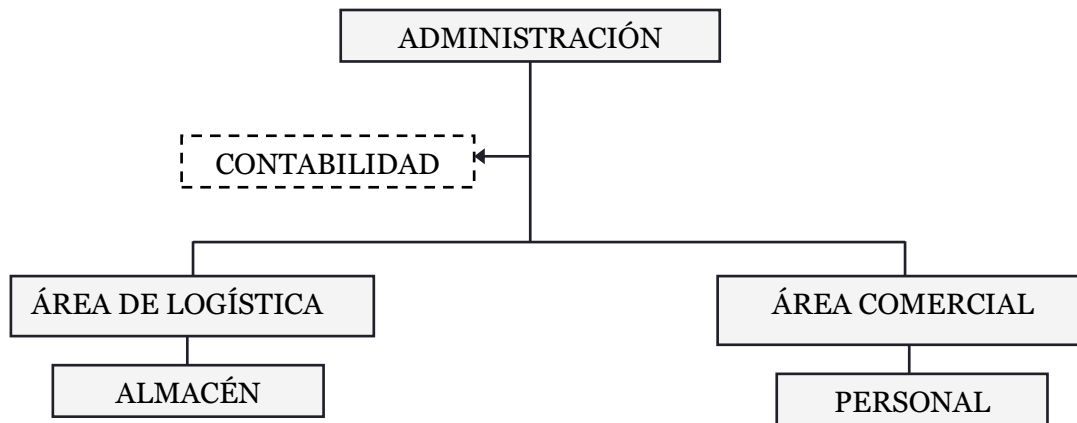 ADMINISTRACIÓN
CONTABILIDAD
ÁREA DE LOGÍSTICA
ÁREA COMERCIAL
ALMACÉN
PERSONAL